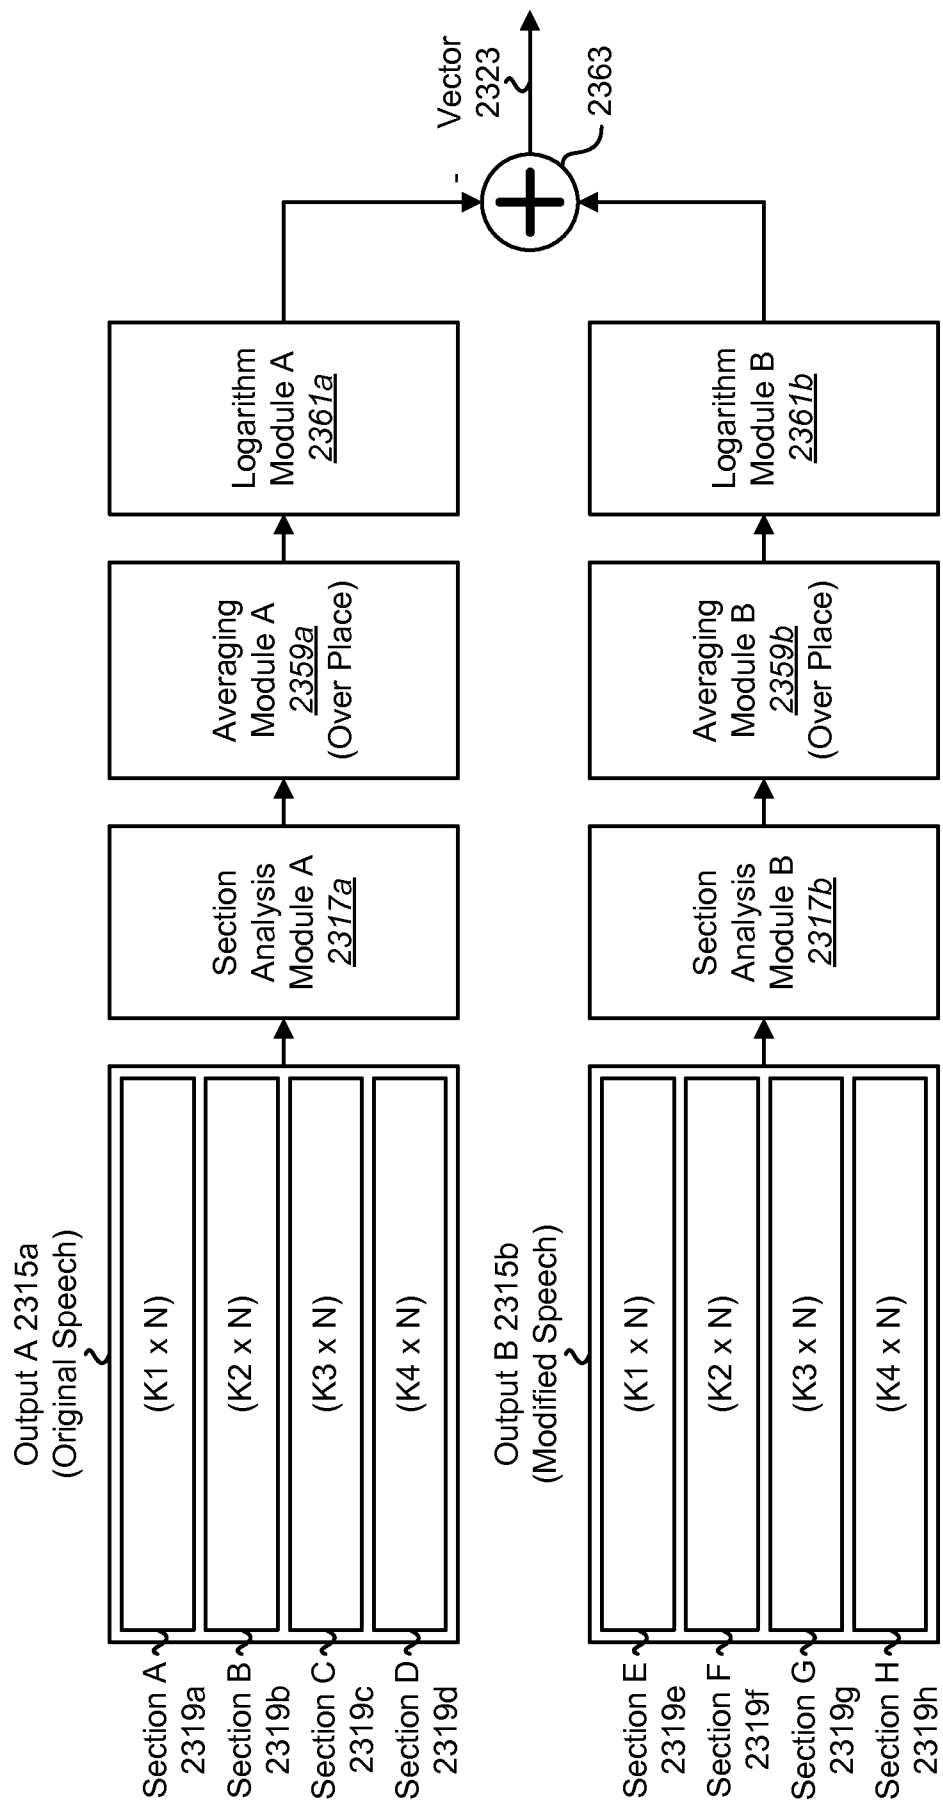 Output A 2315a
(Original Speech)
Section A
2319a
(K1 x N)
Section B
2319b
(K2 x N)
Section C
2319c
(K3 x N)
Section D
2319d
(K4 x N)
Section
Analysis
Module A
2317a
Averaging
Module A
2359a
(Over Place)
Logarithm
Module A
2361a
-
Vector
2323
2363
Output B 2315b
(Modified Speech)
Section E
2319e
(K1 x N)
Section F
2319f
(K2 x N)
Section G
2319g
(K3 x N)
Section H
2319h
(K4 x N)
Section
Analysis
Module B
2317b
Averaging
Module B
2359b
(Over Place)
Logarithm
Module B
2361b